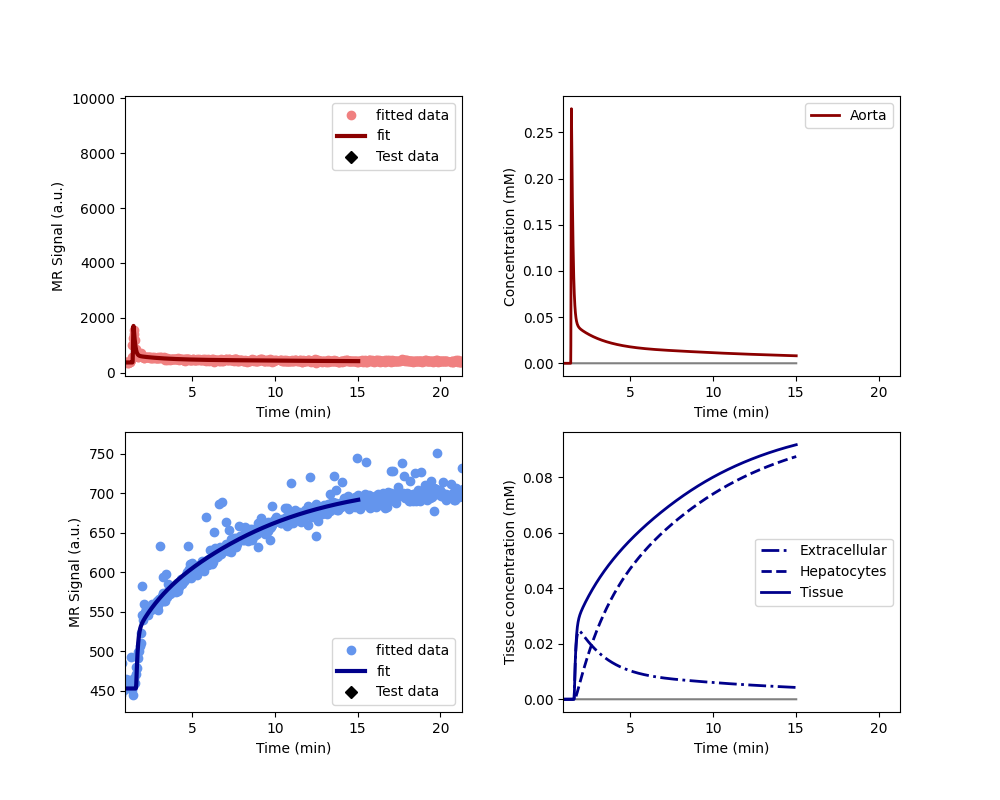 10000
8000
6000
4000
2000
0
MR Signal (a.u.)
fitted data
fit
Test data
5
10
15
20
Time (min)
0.25
0.20
0.15
0.10
0.05
0.00
Concentration (mM)
Aorta
5
10
15
20
Time (min)
750
700
650
600
550
500
450
MR Signal (a.u.)
fitted data
fit
Test data
5
10
15
20
Time (min)
0.08
0.06
0.04
0.02
0.00
Tissue concentration (mM)
Extracellular
Hepatocytes
Tissue
5
10
15
20
Time (min)